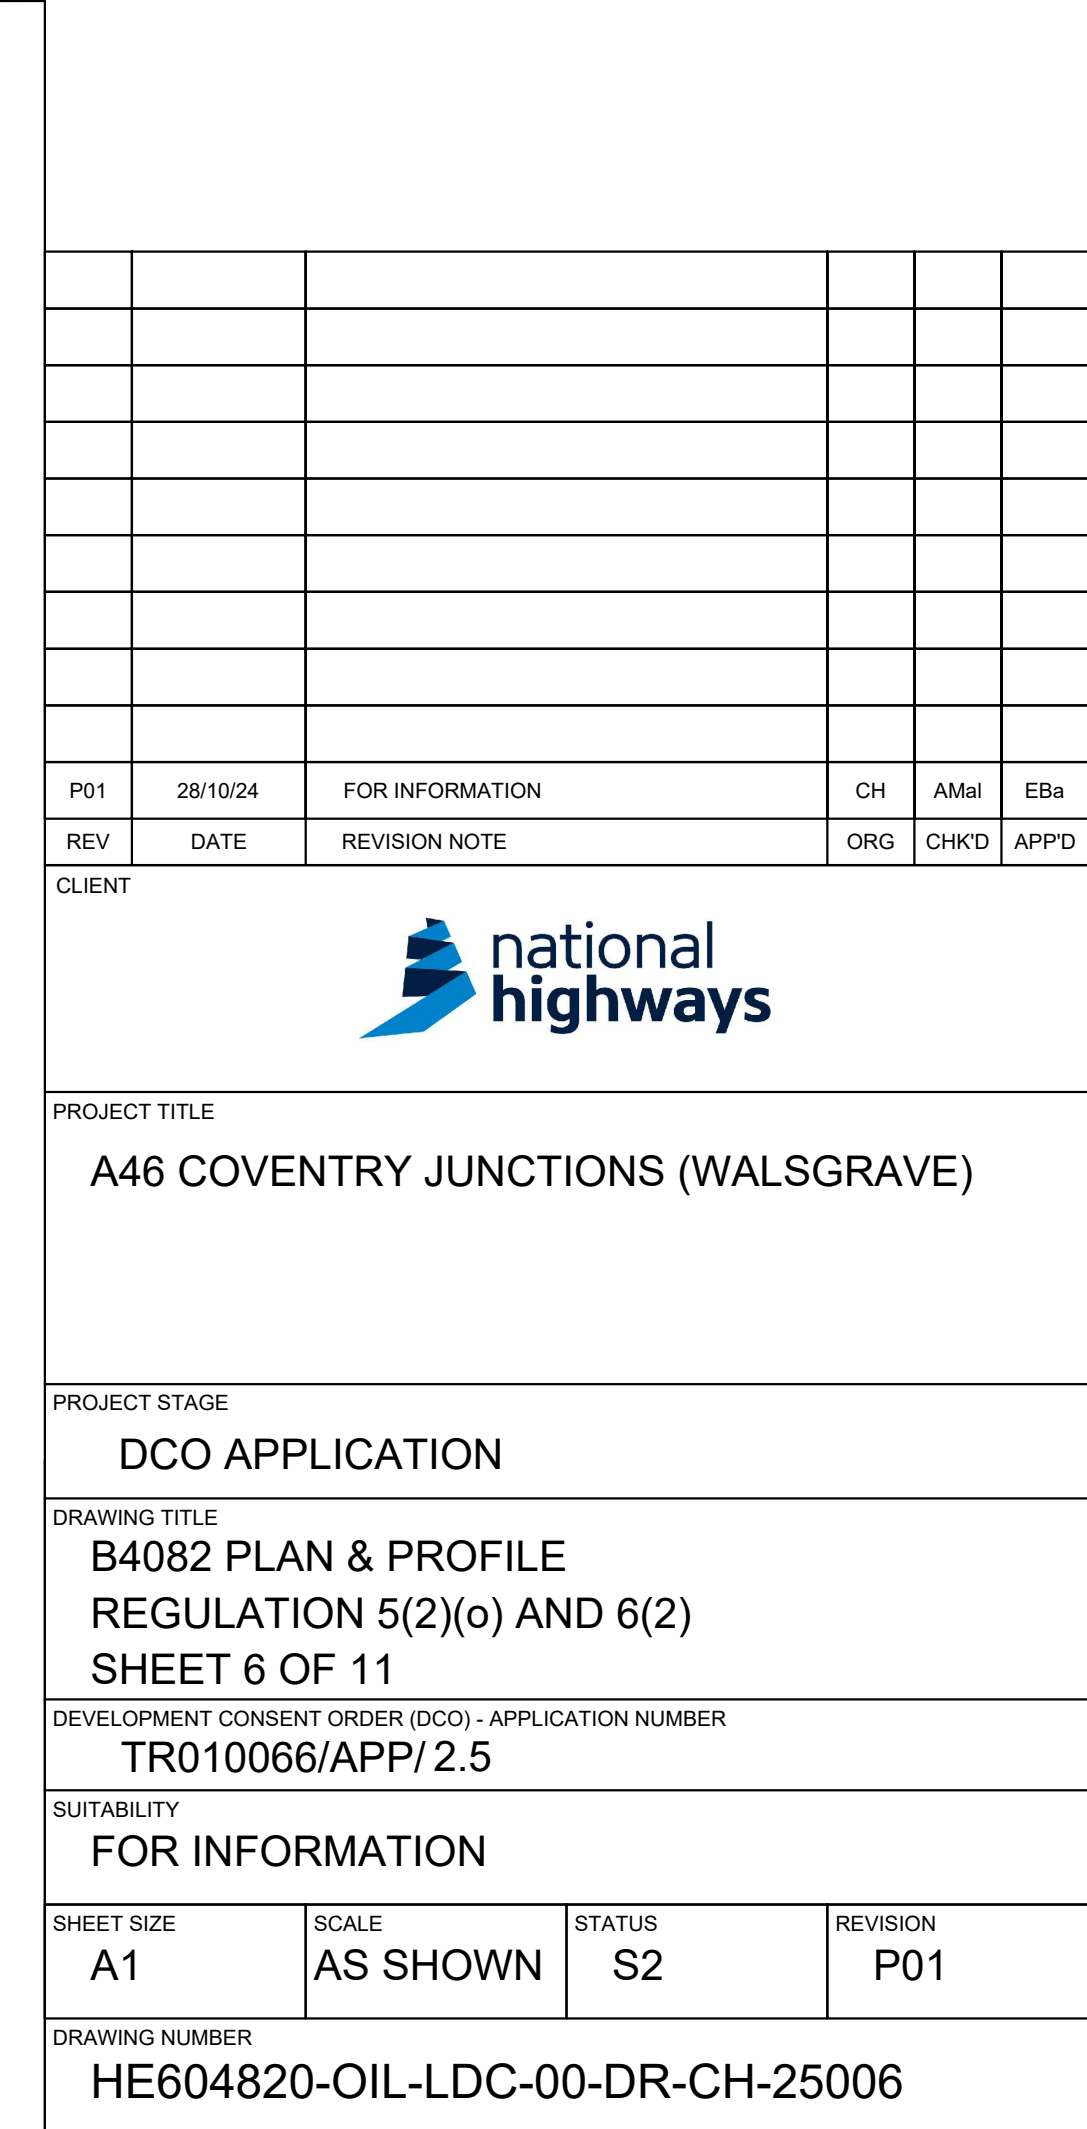 P01 28/10/24 FOR INFORMATION CH AMal EBa
REV DATE REVISION NOTE ORG CHK'D APP'D
CLIENT
national
highways
PROJECT TITLE
A46 COVENTRY JUNCTIONS (WALSGRAVE)
PROJECT STAGE
DCO APPLICATION
DRAWING TITLE
B4082 PLAN & PROFILE
REGULATION 5(2)(o) AND 6(2)
SHEET 6 OF 11
DEVELOPMENT CONSENT ORDER (DCO) - APPLICATION NUMBER
TR010066/APP/ 2.5
SUITABILITY
FOR INFORMATION
SHEET SIZE SCALE STATUS REVISION
A1 AS SHOWN S2 P01
DRAWING NUMBER
HE604820-OIL-LDC-00-DR-CH-25006